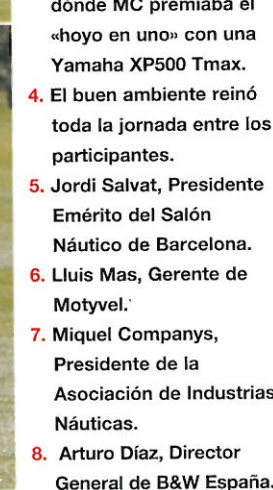 dónde MC premiaba el
«hoyo en uno» con una
Yamaha XP500 Tmax.
4. El buen ambiente reinó
toda la jornada entre los
participantes.
5. Jordi Salvat, Presidente
Emérito del Salón
Náutico de Barcelona.
6. Lluis Mas, Gerente de
Motyvel.
7. Miquel Companys,
Presidente de la
Asociación de Industrias
Náuticas.
8. Arturo Díaz, Director
General de B&W España.